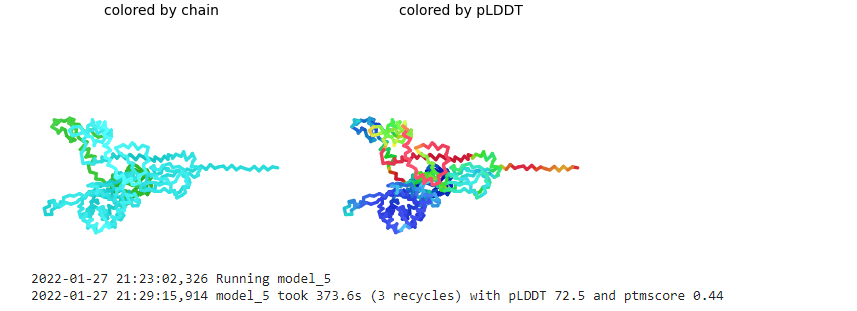 colored by chain
colored by pLDDT
2022-01-27 21:23:02,326 Running model_5
2022-01-27 21:29:15,914 model_5 took 373.6s (3 recycles) with pLDDT 72.5 and ptmscore 0.44